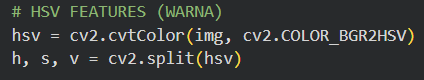 # HSV FEATURES (WARNA)
hsv = cv2.cvtColor(img, cv2.COLOR_BGR2HSV)
h, s, v = cv2.split(hsv)